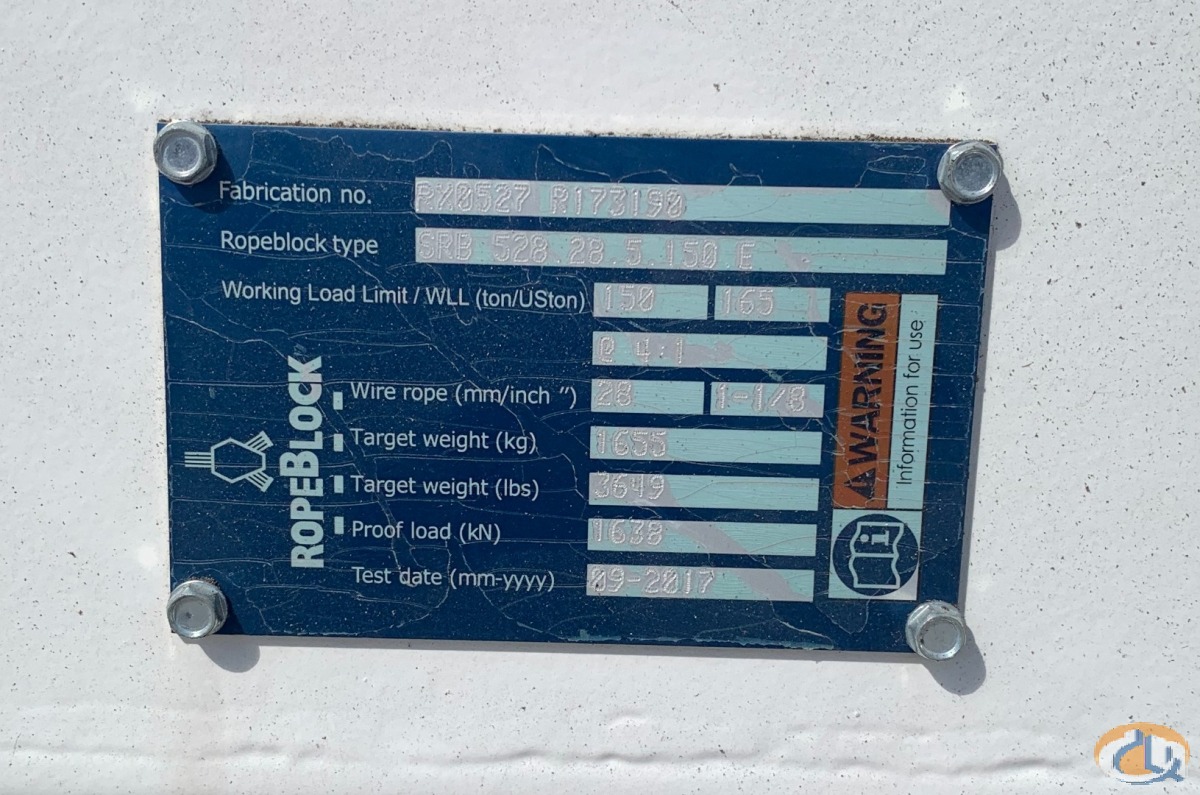 Fabrication no. RX0527 R173190
Ropeblock type SRB 528.28.5.150 E
Working Load Limit / WLL (ton/USton) 150 165
@ 4:1
Wire rope (mm/inch ") 28 1-1/8
Target weight (kg) 1655
Target weight (lbs) 3649
Proof load (kN) 1638
Test date (mm-yyyy) 09-2017
ROPEBLOCK
WARNING
Information for use